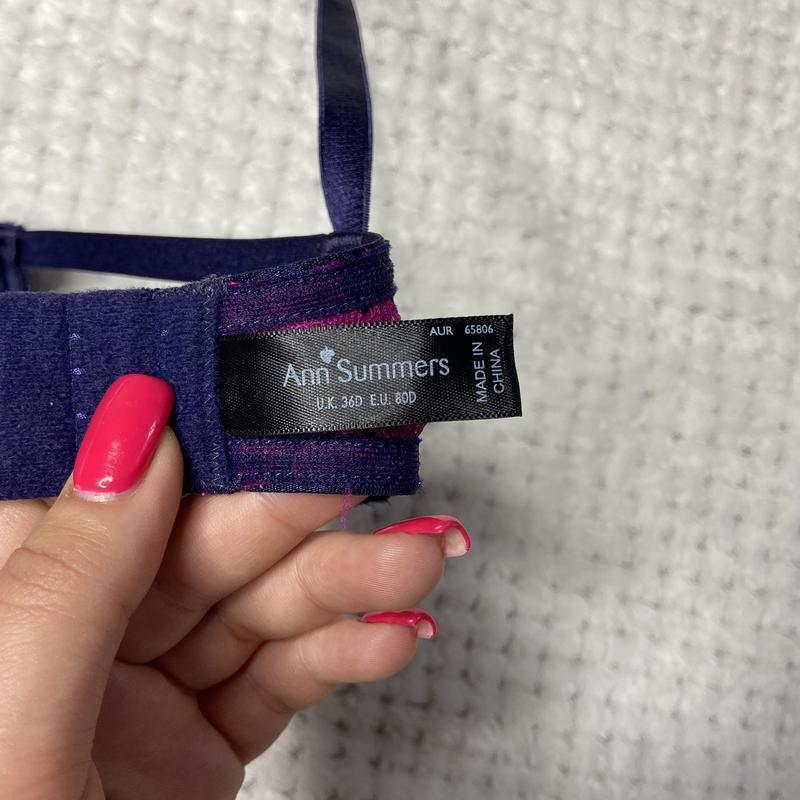 AUR 65806
Ann Summers
U.K. 36D E.U. 80D
MADE IN
CHINA